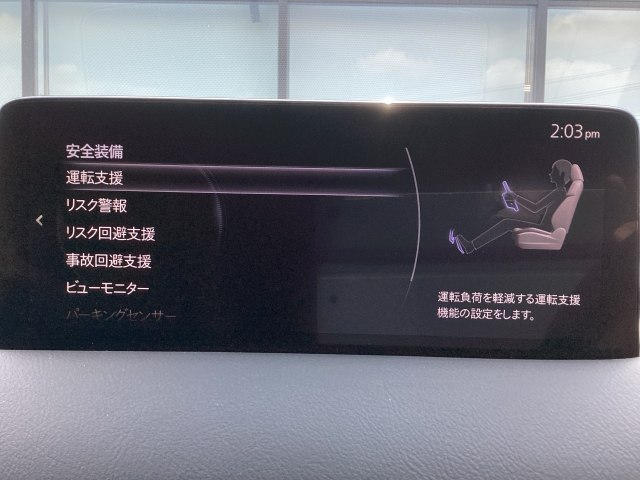 2:03 pm
安全装備
運転支援
リスク警報
リスク回避支援
事故回避支援
ビューモニター
パーキングセンサー
運転負荷を軽減する運転支援
機能の設定をします。